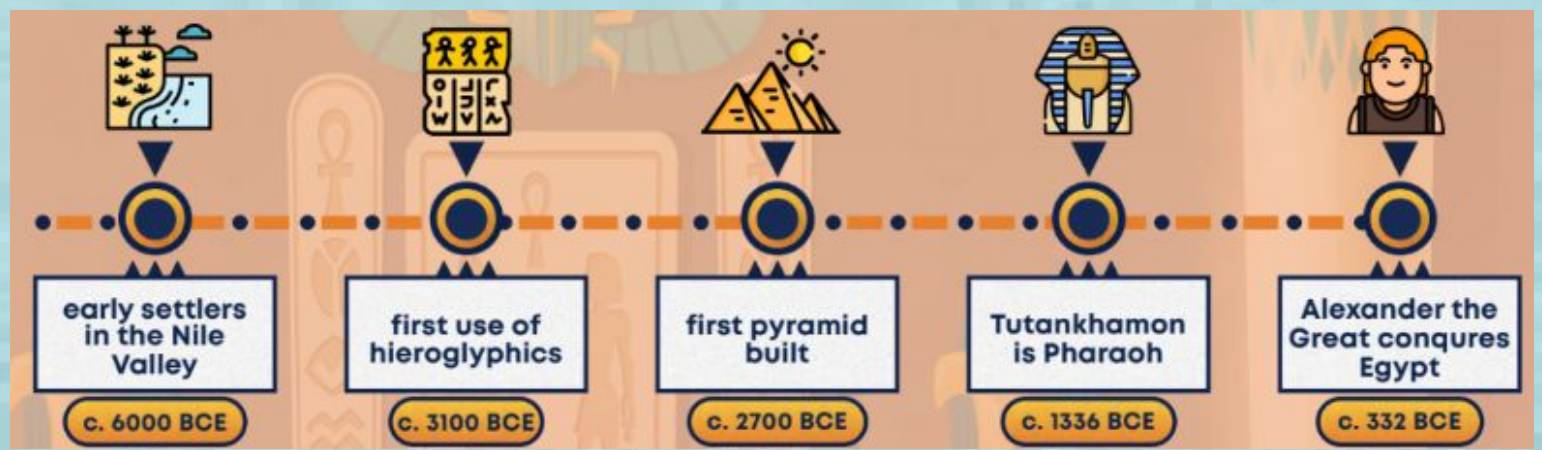 early settlers
in the Nile
Valley
c. 6000 BCE
first use of
hieroglyphics
c. 3100 BCE
first pyramid
built
c. 2700 BCE
Tutankhamon
is Pharaoh
c. 1336 BCE
Alexander the
Great conqures
Egypt
c. 332 BCE